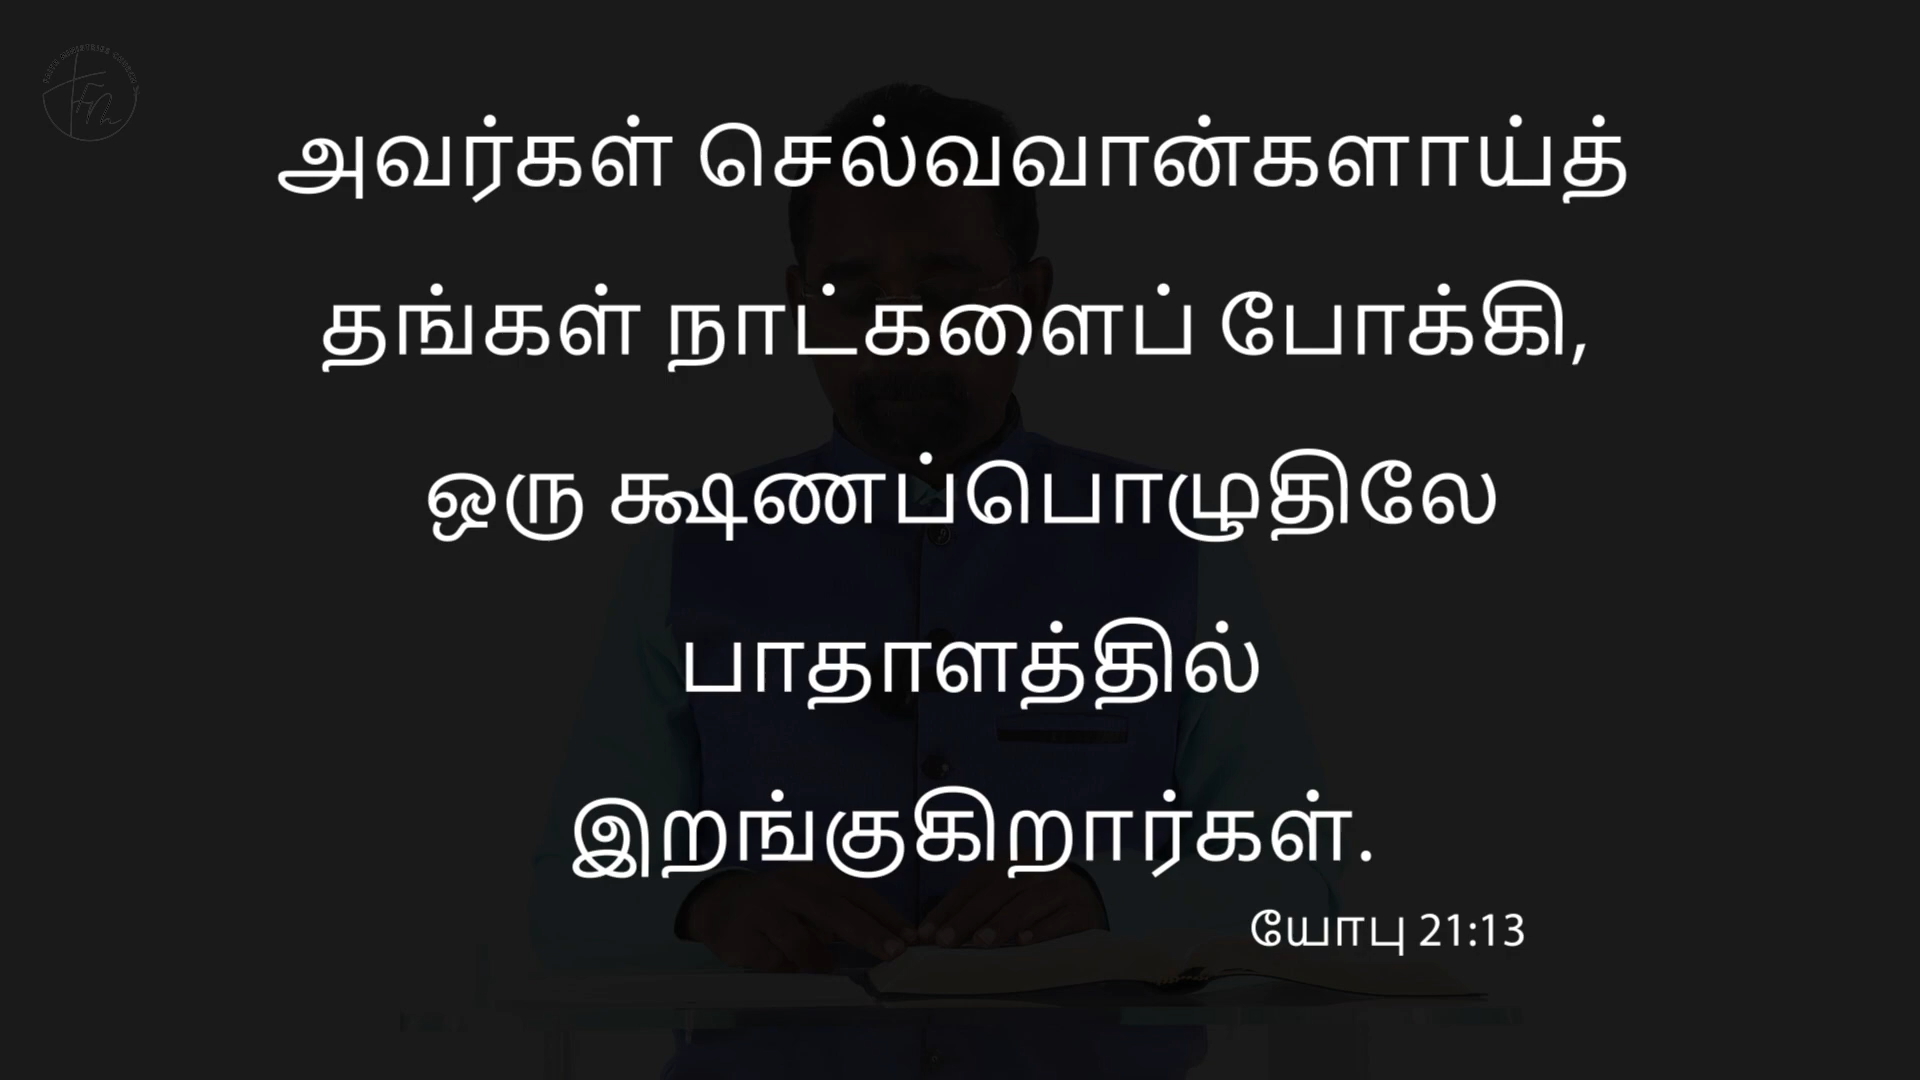 அவர்கள் செல்வவான்களாய்த்
தங்கள் நாட்களைப் போக்கி,
ஒரு க்ஷணப்பொழுதிலே
பாதாளத்தில்
இறங்குகிறார்கள்.
யோபு 21:13